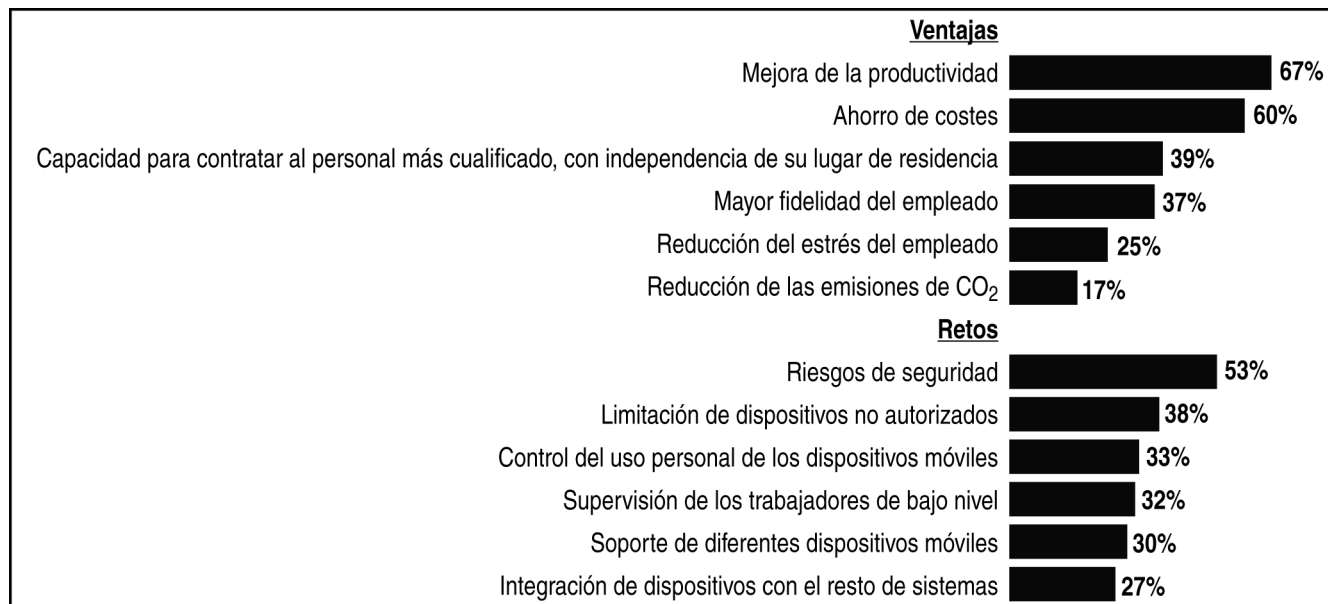 Ventajas
Mejora de la productividad 67%
Ahorro de costes 60%
Capacidad para contratar al personal más cualificado, con independencia de su lugar de residencia 39%
Mayor fidelidad del empleado 37%
Reducción del estrés del empleado 25%
Reducción de las emisiones de CO₂ 17%
Retos
Riesgos de seguridad 53%
Limitación de dispositivos no autorizados 38%
Control del uso personal de los dispositivos móviles 33%
Supervisión de los trabajadores de bajo nivel 32%
Soporte de diferentes dispositivos móviles 30%
Integración de dispositivos con el resto de sistemas 27%